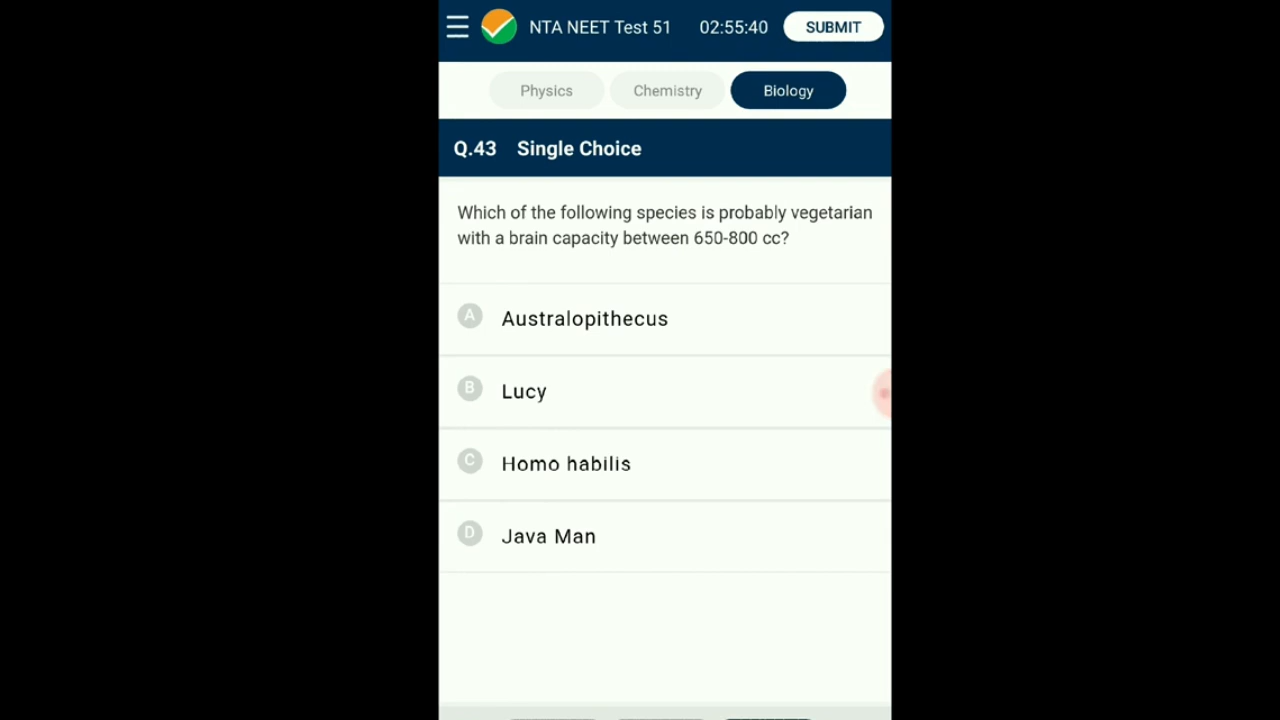 NTA NEET Test 51 02:55:40 SUBMIT
Physics Chemistry Biology
Q.43 Single Choice
Which of the following species is probably vegetarian
with a brain capacity between 650-800 cc?
A Australopithecus
B Lucy
C Homo habilis
D Java Man